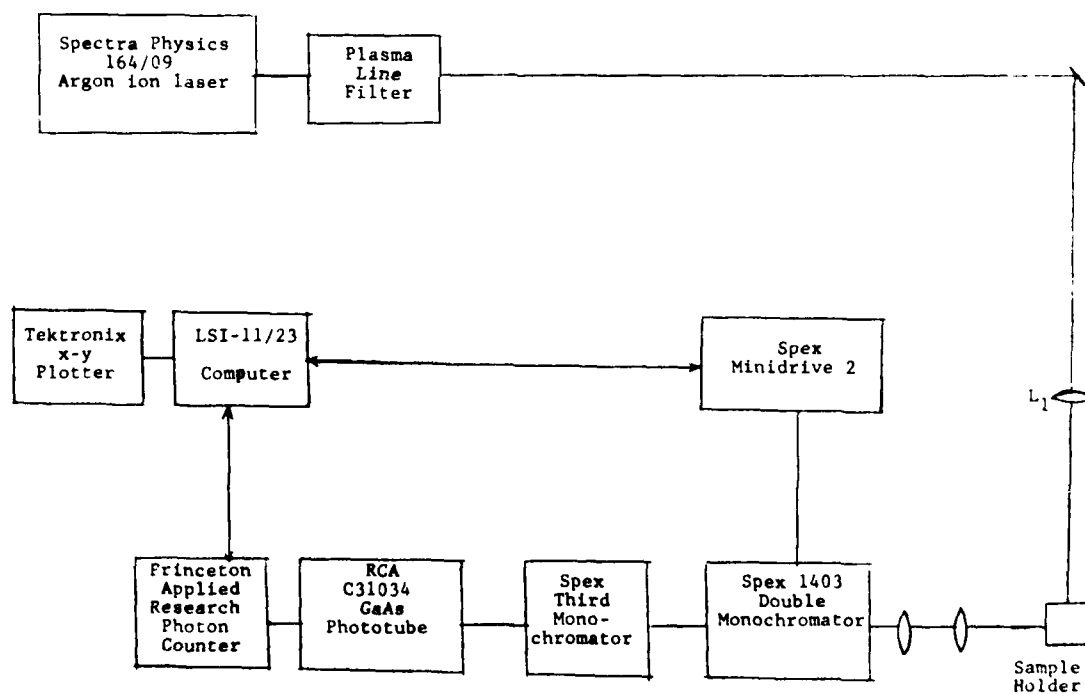 Spectra Physics
164/09
Argon ion laser
Plasma
Line
Filter
Tektronix
x-y
Plotter
LSI-11/23
Computer
Spex
Minidrive 2
L1
Frinceton
Applied
Research
Photon
Counter
RCA
C31034
GaAs
Phototube
Spex
Third
Mono-
chromator
Spex 1403
Double
Monochromator
Sample
Holder